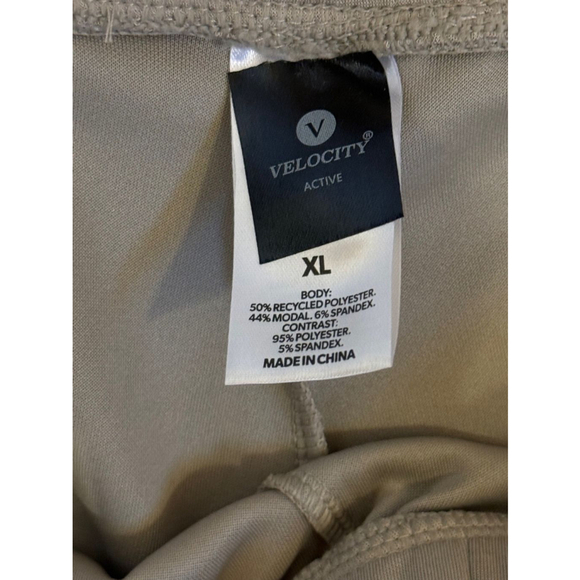 V
VELOCITY®
ACTIVE
XL
BODY:
50% RECYCLED POLYESTER.
44% MODAL. 6% SPANDEX.
CONTRAST:
95% POLYESTER.
5% SPANDEX.
MADE IN CHINA